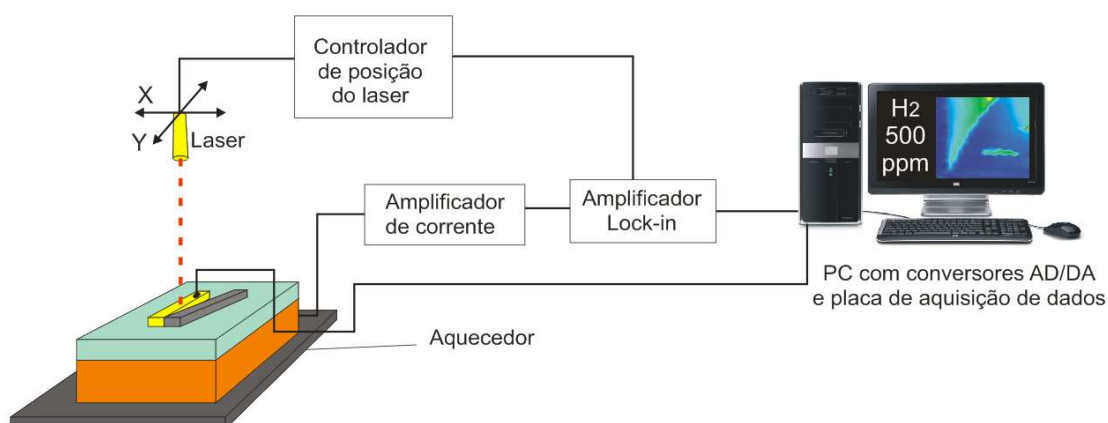 Controlador
de posição
do laser
X
Y
Laser
H2
500
ppm
Amplificador
de corrente
Amplificador
Lock-in
PC com conversores AD/DA
e placa de aquisição de dados
Aquecedor